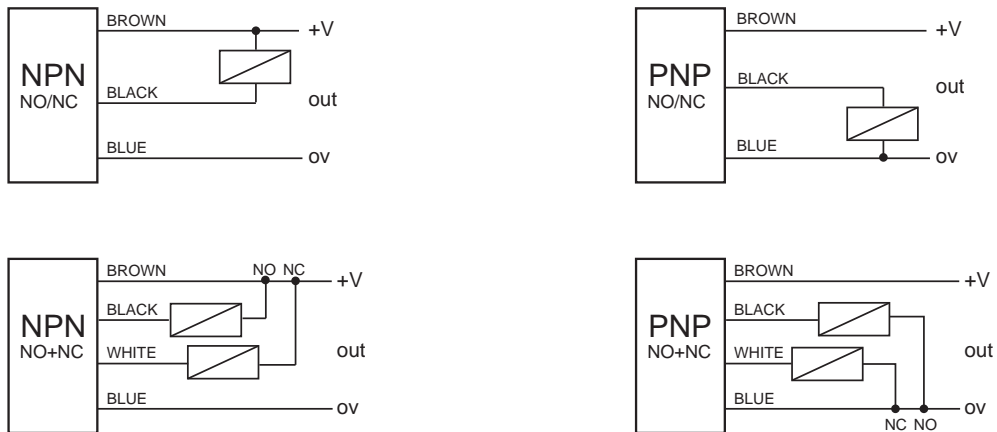 BROWN
+V
NPN
NO/NC
BLACK
out
BLUE
ov
BROWN
+V
PNP
NO/NC
BLACK
out
BLUE
ov
BROWN
NO NC
+V
BLACK
NPN
NO+NC
WHITE
out
BLUE
ov
BROWN
+V
BLACK
PNP
NO+NC
WHITE
out
BLUE
ov
NC NO